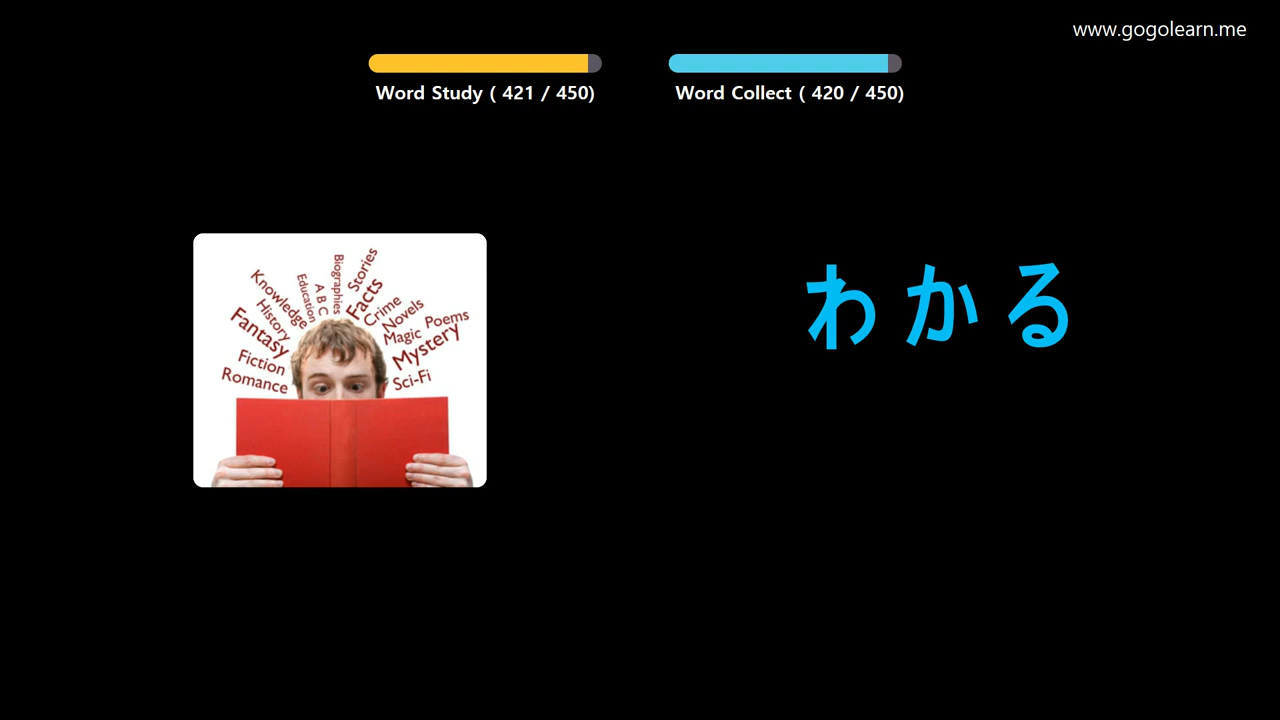 www.gogolearn.me
Word Study ( 421 / 450)
Word Collect ( 420 / 450)
わかる
Knowledge
History
Fantasy
Fiction
Romance
Education
A B C
Biographies
Stories
Facts
Crime
Novels
Magic
Poems
Mystery
Sci-Fi